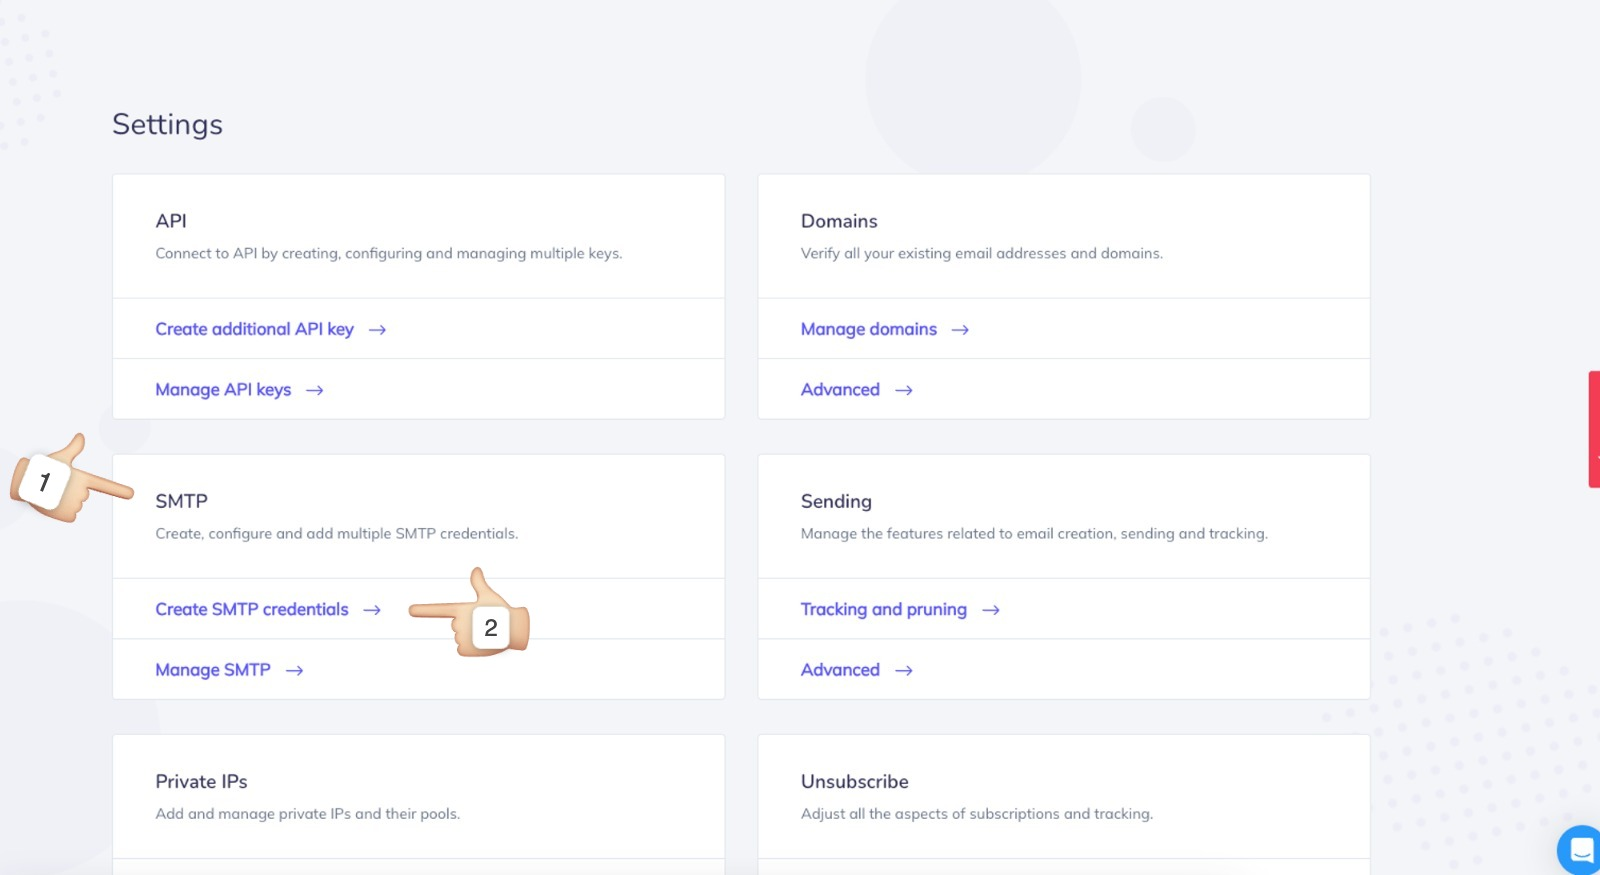 Settings
API
Connect to API by creating, configuring and managing multiple keys.
Create additional API key →
Manage API keys →
Domains
Verify all your existing email addresses and domains.
Manage domains →
Advanced →
1
SMTP
Create, configure and add multiple SMTP credentials.
Create SMTP credentials →
2
Manage SMTP →
Sending
Manage the features related to email creation, sending and tracking.
Tracking and pruning →
Advanced →
Private IPs
Add and manage private IPs and their pools.
Unsubscribe
Adjust all the aspects of subscriptions and tracking.